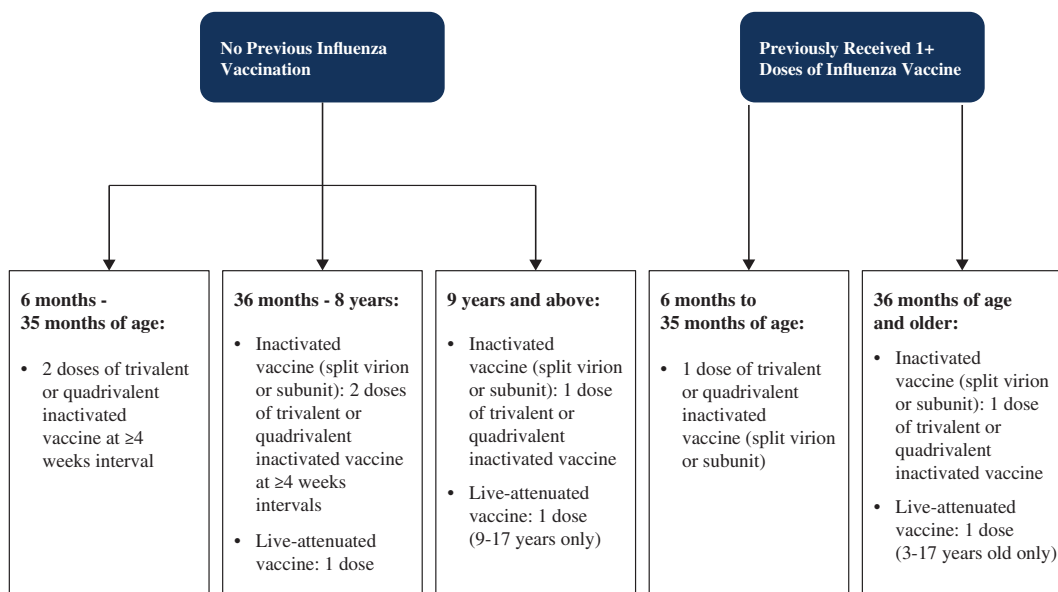 No Previous Influenza
Vaccination
Previously Received 1+
Doses of Influenza Vaccine
6 months -
35 months of age:
• 2 doses of trivalent
or quadrivalent
inactivated
vaccine at ≥4
weeks interval
36 months - 8 years:
• Inactivated
vaccine (split virion
or subunit): 2 doses
of trivalent or
quadrivalent
inactivated vaccine
at ≥4 weeks
intervals
• Live-attenuated
vaccine: 1 dose
9 years and above:
• Inactivated
vaccine (split virion
or subunit): 1 dose
of trivalent or
quadrivalent
inactivated vaccine
• Live-attenuated
vaccine: 1 dose
(9-17 years only)
6 months to
35 months of age:
• 1 dose of trivalent
or quadrivalent
inactivated
vaccine (split virion
or subunit)
36 months of age
and older:
• Inactivated
vaccine (split virion
or subunit): 1 dose
of trivalent or
quadrivalent
inactivated vaccine
• Live-attenuated
vaccine: 1 dose
(3-17 years old only)